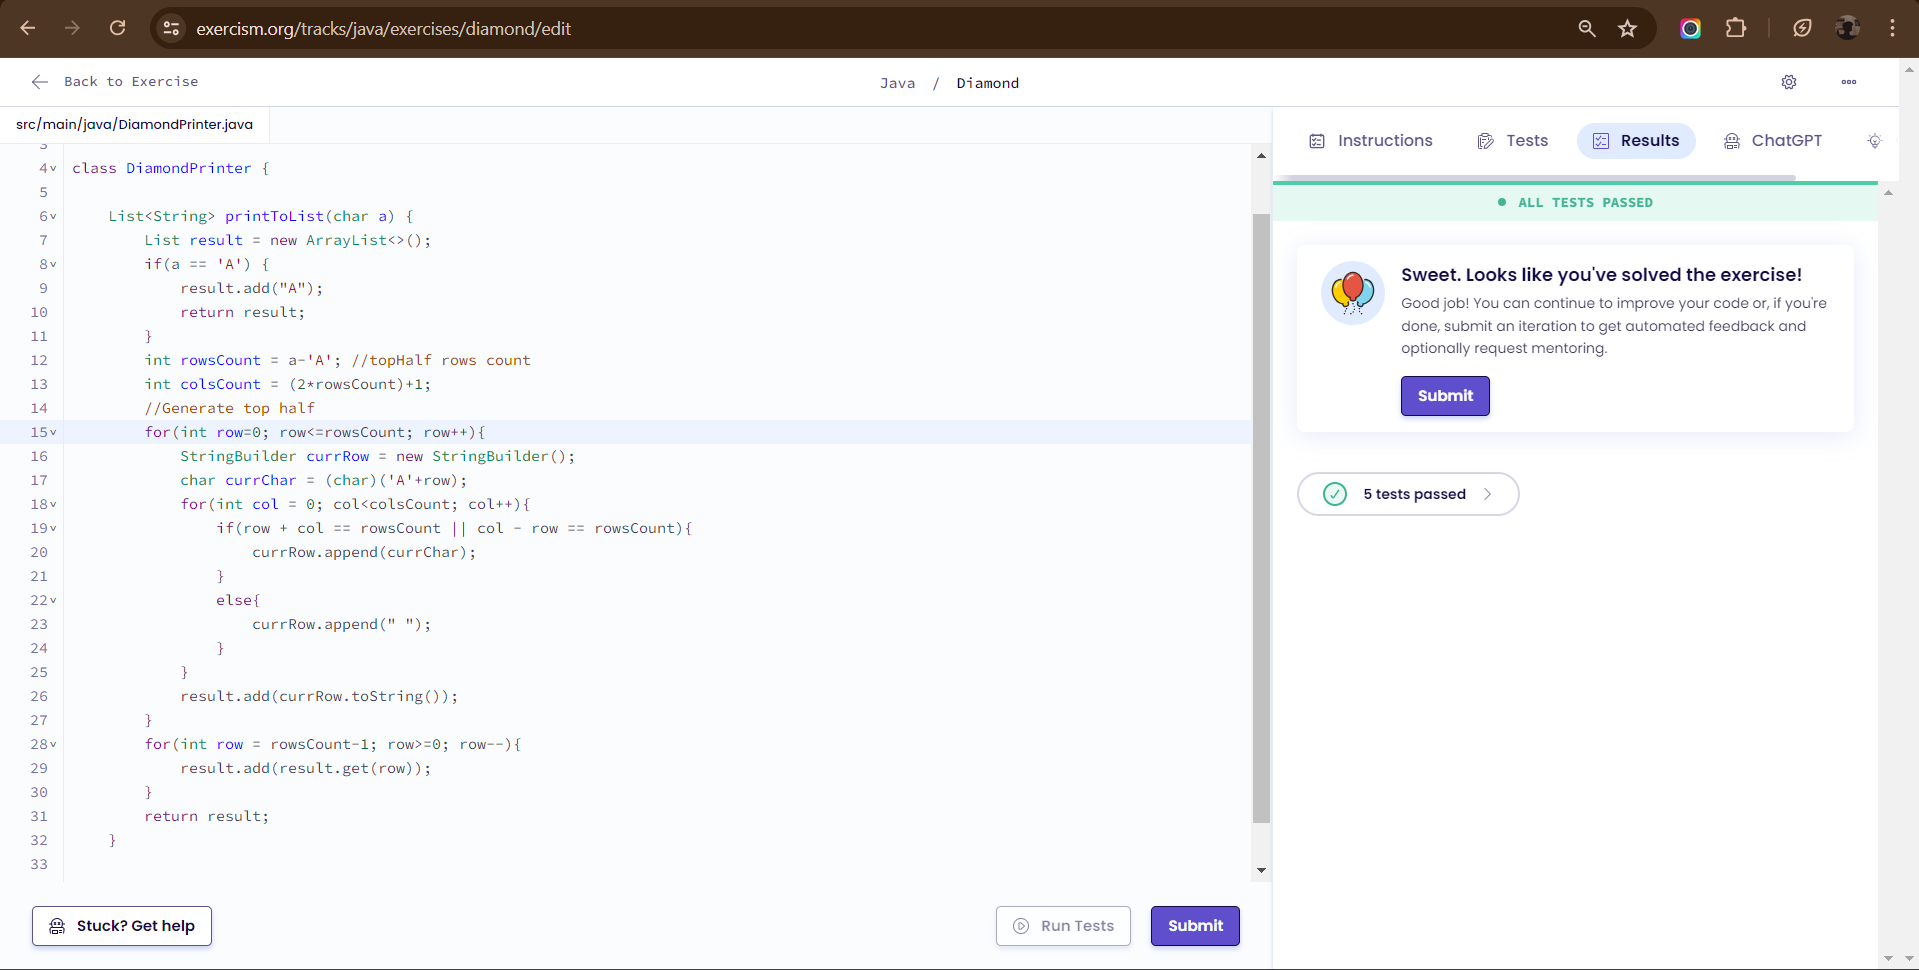 exercism.org/tracks/java/exercises/diamond/edit
Back to Exercise
Java / Diamond
src/main/java/DiamondPrinter.java
Instructions
Tests
Results
ChatGPT
3
4 class DiamondPrinter {
5
6 List<String> printToList(char a) {
7 List result = new ArrayList<>();
8 if(a == 'A') {
9 result.add("A");
10 return result;
11 }
12 int rowsCount = a-'A'; //topHalf rows count
13 int colsCount = (2*rowsCount)+1;
14 //Generate top half
15 for(int row=0; row<=rowsCount; row++){
16 StringBuilder currRow = new StringBuilder();
17 char currChar = (char)('A'+row);
18 for(int col = 0; col<colsCount; col++){
19 if(row + col == rowsCount || col - row == rowsCount){
20 currRow.append(currChar);
21 }
22 else{
23 currRow.append(" ");
24 }
25 }
26 result.add(currRow.toString());
27 }
28 for(int row = rowsCount-1; row>=0; row--){
29 result.add(result.get(row));
30 }
31 return result;
32 }
33
Stuck? Get help
Run Tests
Submit
ALL TESTS PASSED
Sweet. Looks like you've solved the exercise!
Good job! You can continue to improve your code or, if you're
done, submit an iteration to get automated feedback and
optionally request mentoring.
Submit
5 tests passed